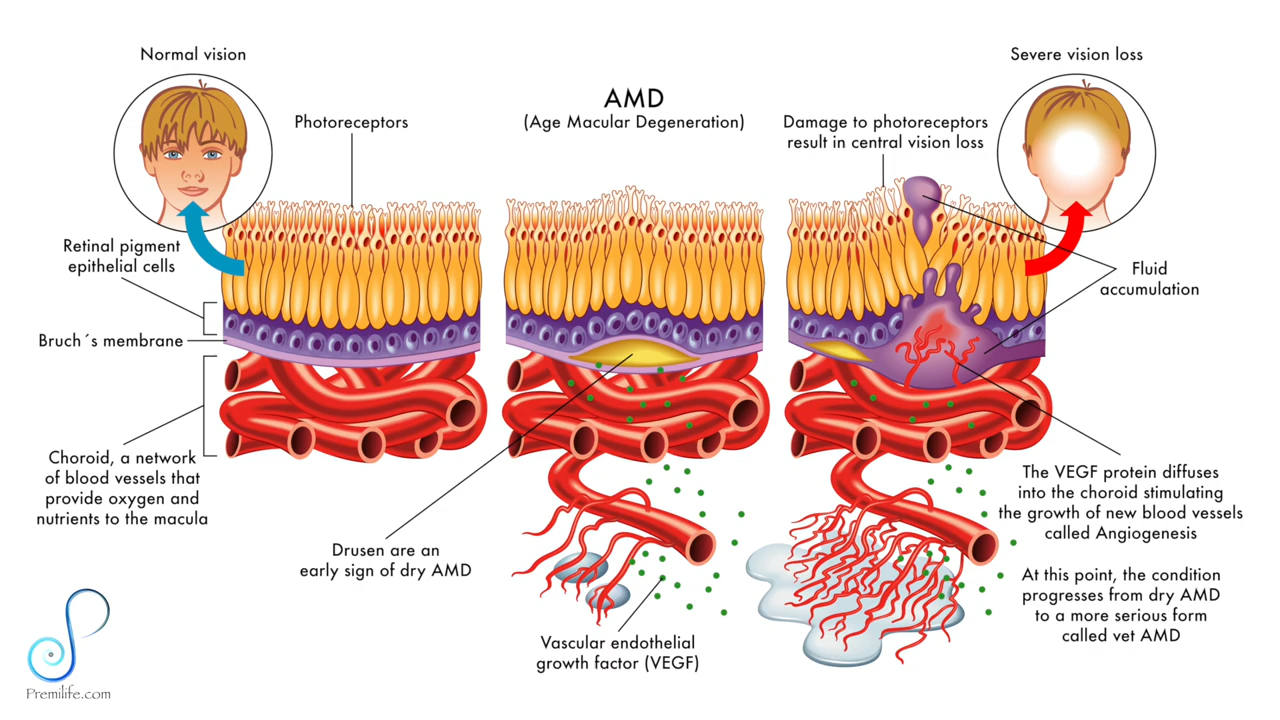 Normal vision
Severe vision loss
AMD
(Age Macular Degeneration)
Photoreceptors
Damage to photoreceptors
result in central vision loss
Retinal pigment
epithelial cells
Fluid
accumulation
Bruch´s membrane
Choroid, a network
of blood vessels that
provide oxygen and
nutrients to the macula
The VEGF protein diffuses
into the choroid stimulating
the growth of new blood vessels
called Angiogenesis
Drusen are an
early sign of dry AMD
At this point, the condition
progresses from dry AMD
to a more serious form
called vet AMD
Vascular endothelial
growth factor (VEGF)
Premilife.com